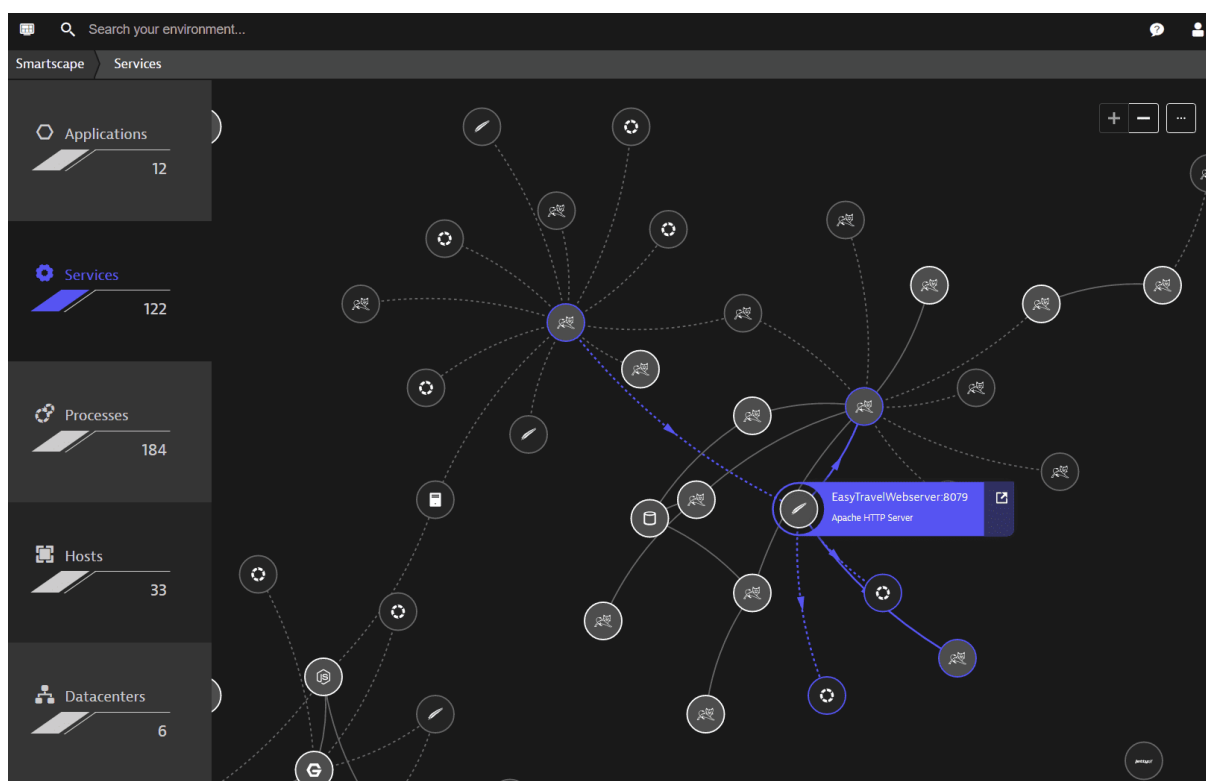 Search your environment...
Smartscape
Services
Applications
12
Services
122
Processes
184
Hosts
33
Datacenters
6
EasyTravelWebserver:8079
Apache HTTP Server
JS